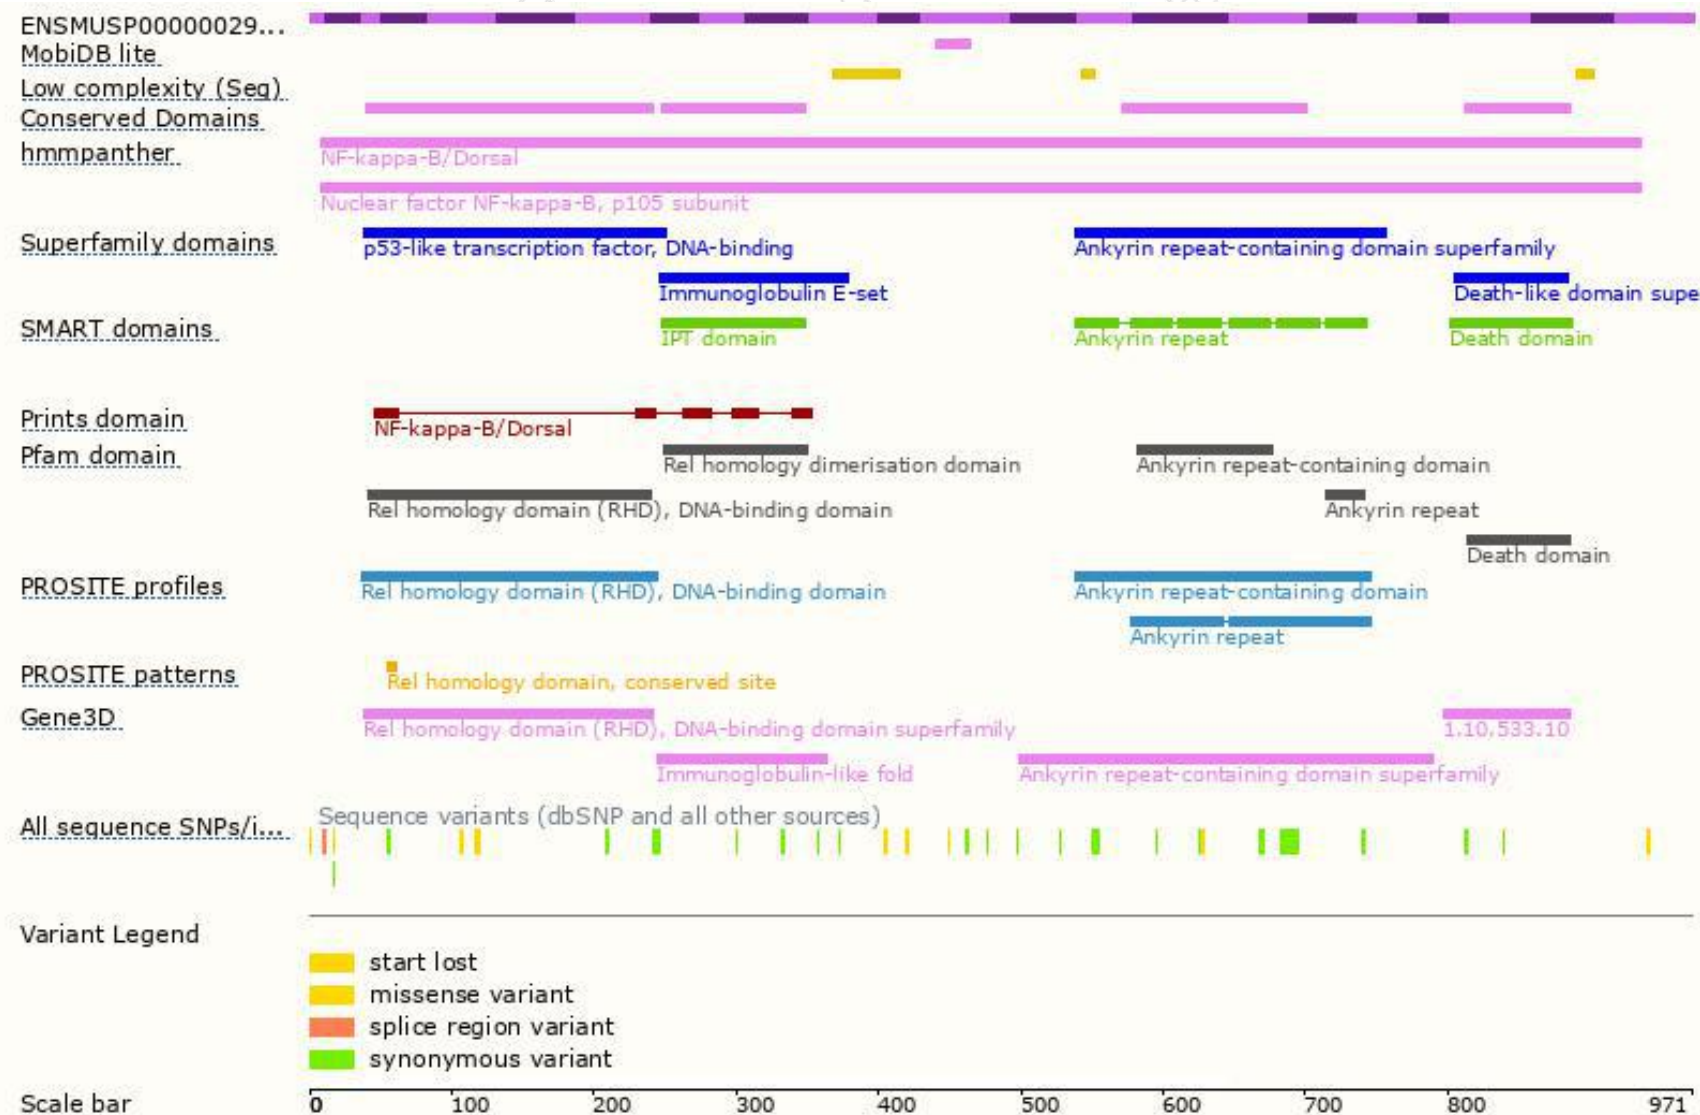 ENSMUSP00000029...
MobiDB lite
Low complexity (Seg)
Conserved Domains
hmmpanther
NF-kappa-B/Dorsal
Nuclear factor NF-kappa-B, p105 subunit
Superfamily domains
p53-like transcription factor, DNA-binding
Ankyrin repeat-containing domain superfamily
Immunoglobulin E-set
Death-like domain supe
SMART domains
IPT domain
Ankyrin repeat
Death domain
Prints domain
NF-kappa-B/Dorsal
Pfam domain
Rel homology dimerisation domain
Ankyrin repeat-containing domain
Rel homology domain (RHD), DNA-binding domain
Ankyrin repeat
Death domain
PROSITE profiles
Rel homology domain (RHD), DNA-binding domain
Ankyrin repeat-containing domain
Ankyrin repeat
PROSITE patterns
Rel homology domain, conserved site
Gene3D
Rel homology domain (RHD), DNA-binding domain superfamily
1.10.533.10
Immunoglobulin-like fold
Ankyrin repeat-containing domain superfamily
All sequence SNPs/i...
Sequence variants (dbSNP and all other sources)
Variant Legend
start lost
missense variant
splice region variant
synonymous variant
Scale bar
0 100 200 300 400 500 600 700 800 971